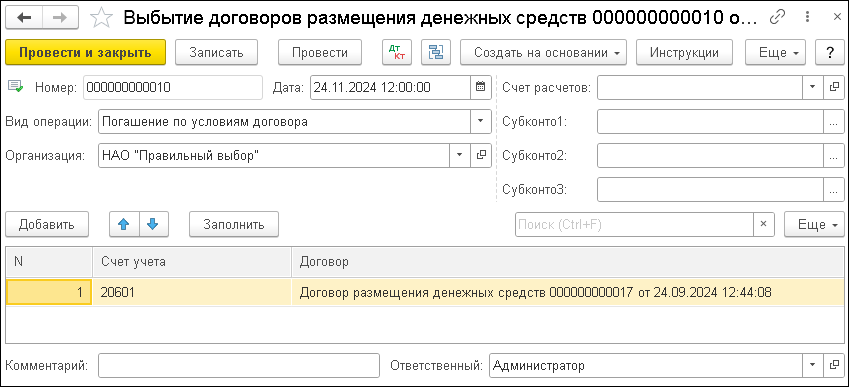 Выбытие договоров размещения денежных средств 000000000010 о...
Провести и закрыть Записать Провести Дт Кт Создать на основании Инструкции Еще ?
Номер: 000000000010 Дата: 24.11.2024 12:00:00 Счет расчетов:
Вид операции: Погашение по условиям договора Субконто1: ...
Организация: НАО "Правильный выбор" Субконто2: ...
Субконто3: ...
Добавить Заполнить Поиск (Ctrl+F) × Еще
N Счет учета Договор
1 20601 Договор размещения денежных средств 000000000017 от 24.09.2024 12:44:08
Комментарий: Ответственный: Администратор